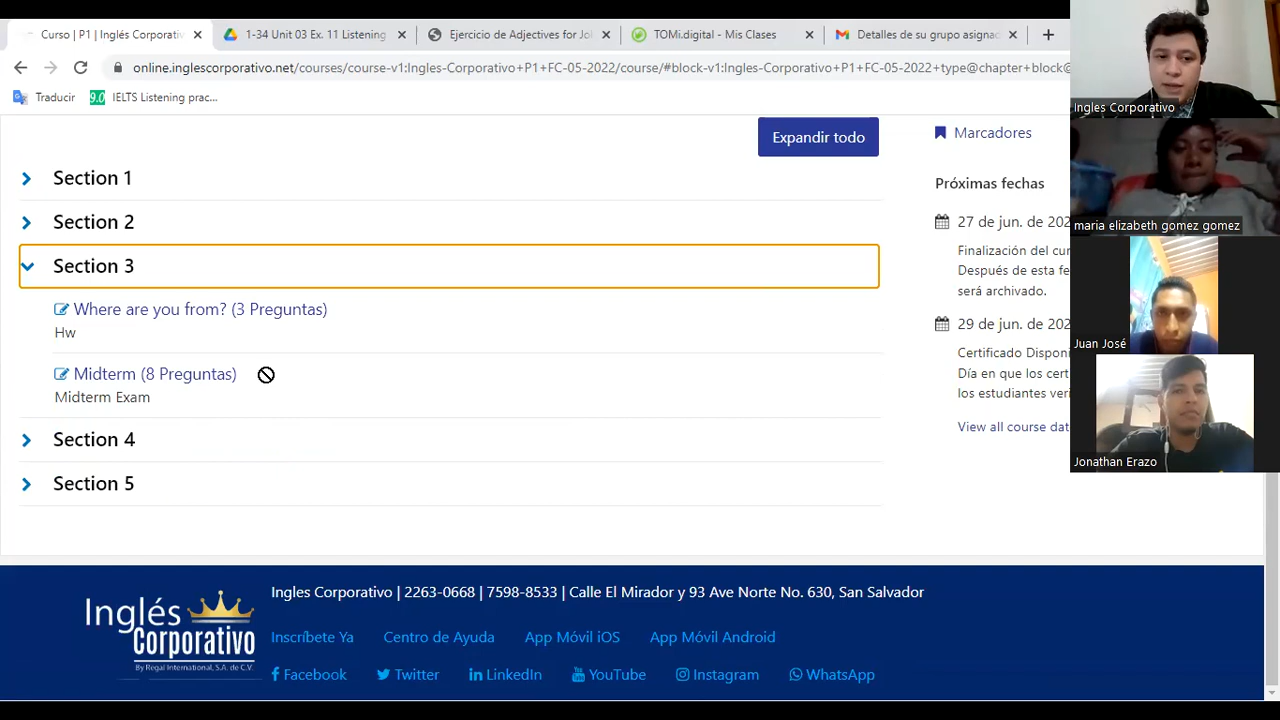 Curso | P1 | Inglés Corporativ
1-34 Unit 03 Ex. 11 Listening
Ejercicio de Adjectives for Jo
TOMi.digital - Mis Clases
Detalles de su grupo asigna
online.inglescorporativo.net/courses/course-v1:Ingles-Corporativo+P1+FC-05-2022/course/#block-v1:Ingles-Corporativo+P1+FC-05-2022+type@chapter+block@
Traducir
9.0 IELTS Listening prac...
Expandir todo
Section 1
Section 2
Section 3
Where are you from? (3 Preguntas)
Hw
Midterm (8 Preguntas)
Midterm Exam
Section 4
Section 5
Marcadores
Próximas fechas
27 de jun. de 202
Finalización del cur
Después de esta fe
será archivado.
29 de jun. de 202
Certificado Disponi
Día en que los cert
los estudiantes veri
View all course dat
Ingles Corporativo
maria elizabeth gomez gomez
Juan José
Jonathan Erazo
Inglés
Corporativo
By Regal International, S.A. de C.V.
Ingles Corporativo | 2263-0668 | 7598-8533 | Calle El Mirador y 93 Ave Norte No. 630, San Salvador
Inscríbete Ya
Centro de Ayuda
App Móvil iOS
App Móvil Android
Facebook
Twitter
LinkedIn
YouTube
Instagram
WhatsApp